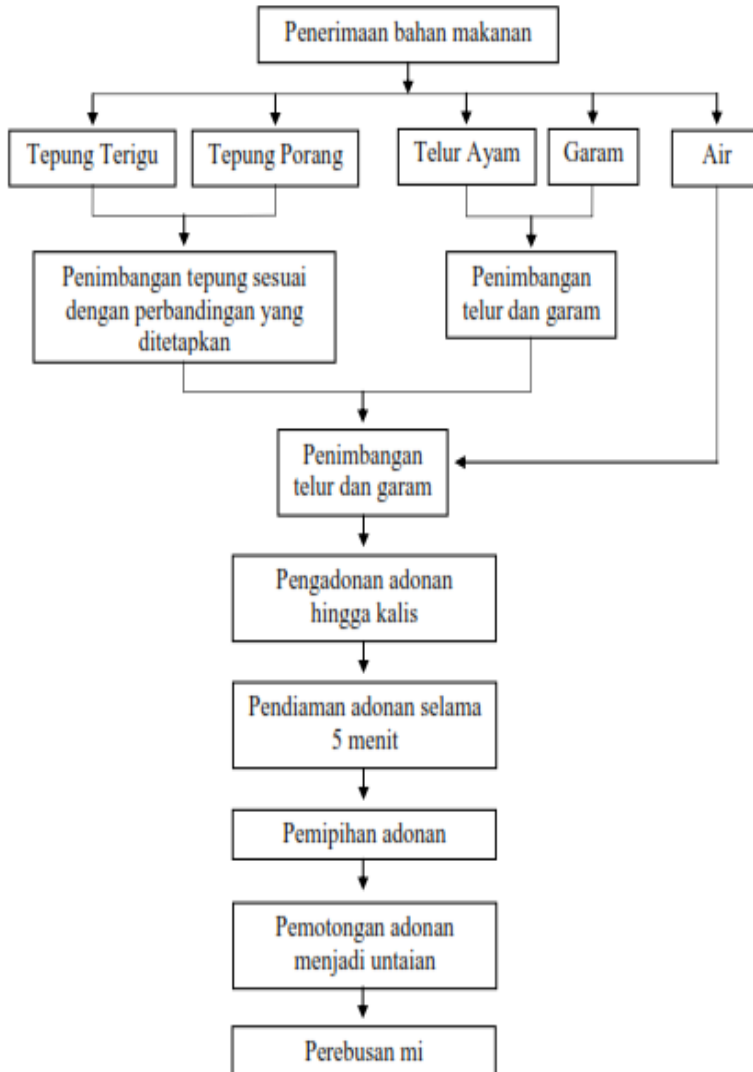 Penerimaan bahan makanan
Tepung Terigu
Tepung Porang
Telur Ayam
Garam
Air
Penimbangan tepung sesuai
dengan perbandingan yang
ditetapkan
Penimbangan
telur dan garam
Penimbangan
telur dan garam
Pengadonan adonan
hingga kalis
Pendiaman adonan selama
5 menit
Pemipihan adonan
Pemotongan adonan
menjadi untaian
Perebusan mi